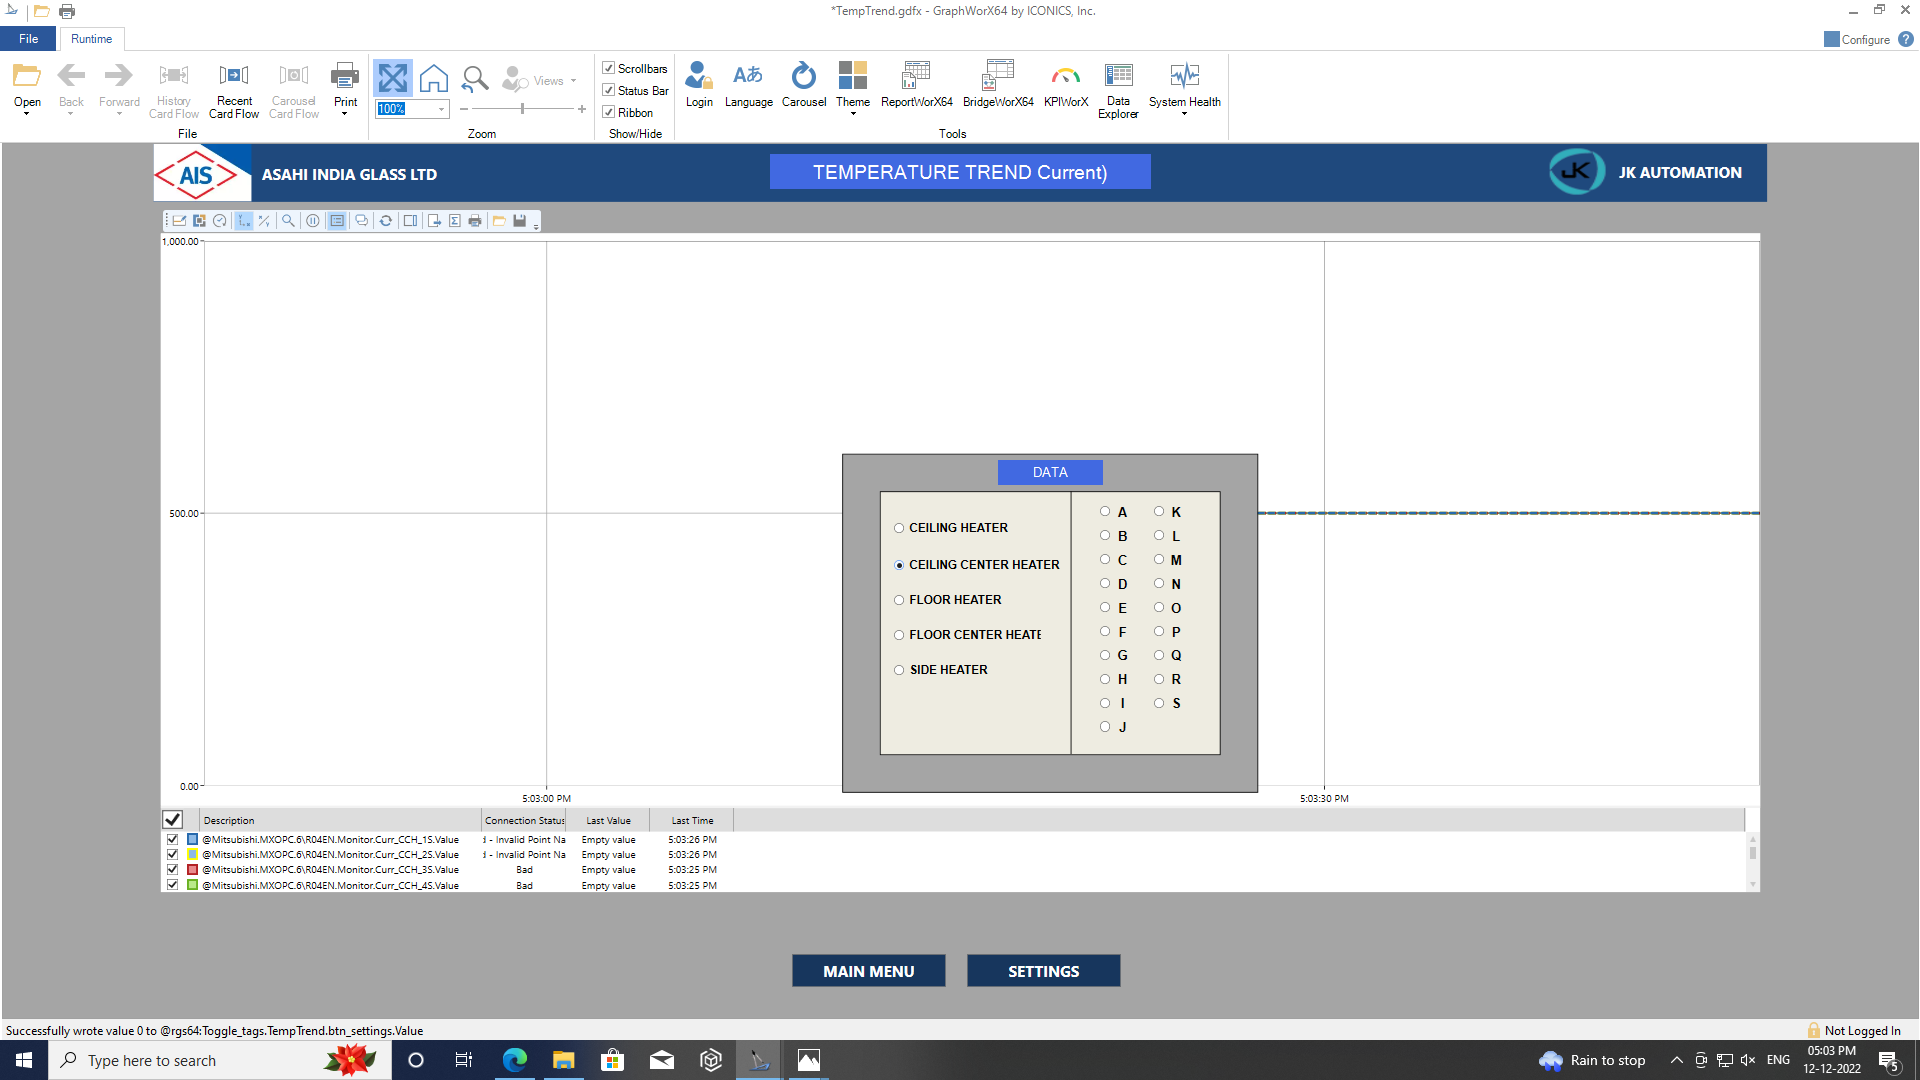 *TempTrend.gdfx - GraphWorX64 by ICONICS, Inc.
File
Runtime
Configure
Open
Back
Forward
History Card Flow
Recent Card Flow
Carousel Card Flow
Print
File
100%
Views
Zoom
Scrollbars
Status Bar
Ribbon
Show/Hide
Login
Language
Carousel
Theme
ReportWorX64
BridgeWorX64
KPIWorX
Data Explorer
System Health
Tools
AIS
ASAHI INDIA GLASS LTD
TEMPERATURE TREND Current)
JK
JK AUTOMATION
1,000.00
500.00
0.00
5:03:00 PM
5:03:30 PM
DATA
CEILING HEATER
CEILING CENTER HEATER
FLOOR HEATER
FLOOR CENTER HEATE
SIDE HEATER
A K
B L
C M
D N
E O
F P
G Q
H R
I S
J
Description Connection Status Last Value Last Time
@Mitsubishi.MXOPC.6\R04EN.Monitor.Curr_CCH_1S.Value - Invalid Point Na Empty value 5:03:26 PM
@Mitsubishi.MXOPC.6\R04EN.Monitor.Curr_CCH_2S.Value - Invalid Point Na Empty value 5:03:26 PM
@Mitsubishi.MXOPC.6\R04EN.Monitor.Curr_CCH_3S.Value Bad Empty value 5:03:25 PM
@Mitsubishi.MXOPC.6\R04EN.Monitor.Curr_CCH_4S.Value Bad Empty value 5:03:25 PM
MAIN MENU
SETTINGS
Successfully wrote value 0 to @rgs64:Toggle_tags.TempTrend.btn_settings.Value
Not Logged In
Type here to search
Rain to stop
ENG
05:03 PM
12-12-2022
5